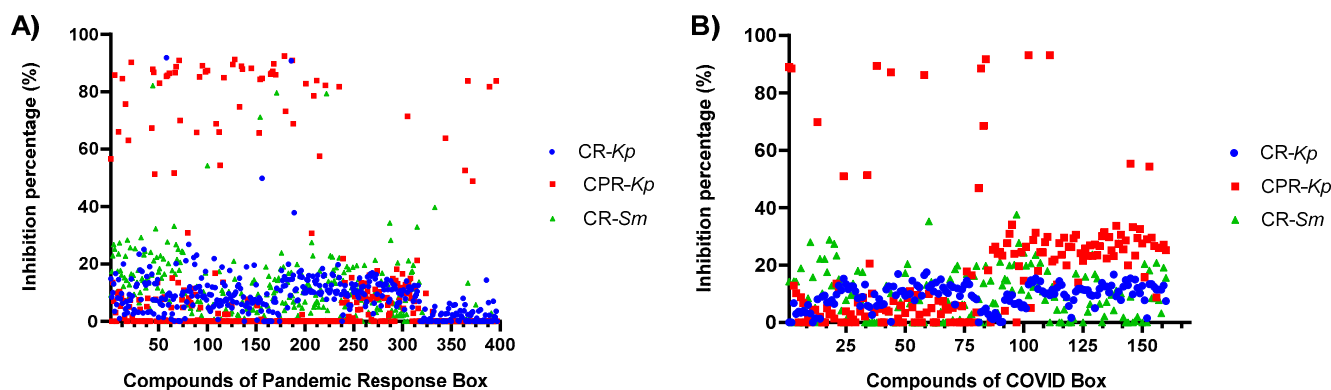 A)
Inhibition percentage (%)
100
80
60
40
20
0
50
100
150
200
250
300
350
400
Compounds of Pandemic Response Box
CR-Kp
CPR-Kp
CR-Sm
B)
Inhibition percentage (%)
100
80
60
40
20
0
25
50
75
100
125
150
Compounds of COVID Box
CR-Kp
CPR-Kp
CR-Sm